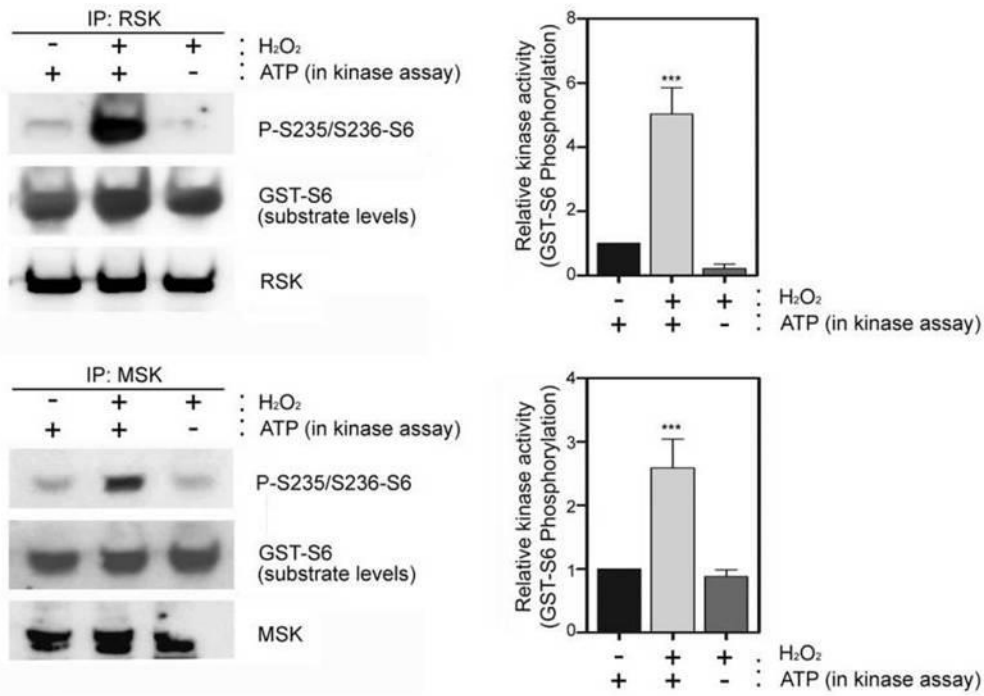 IP: RSK
- + + : H₂O₂
+ + - : ATP (in kinase assay)
P-S235/S236-S6
GST-S6
(substrate levels)
RSK
Relative kinase activity
(GST-S6 Phosphorylation)
8
6
4
2
0
***
- + + : H₂O₂
+ + - : ATP (in kinase assay)
IP: MSK
- + + : H₂O₂
+ + - : ATP (in kinase assay)
P-S235/S236-S6
GST-S6
(substrate levels)
MSK
Relative kinase activity
(GST-S6 Phosphorylation)
4
3
2
1
0
***
- + + : H₂O₂
+ + - : ATP (in kinase assay)